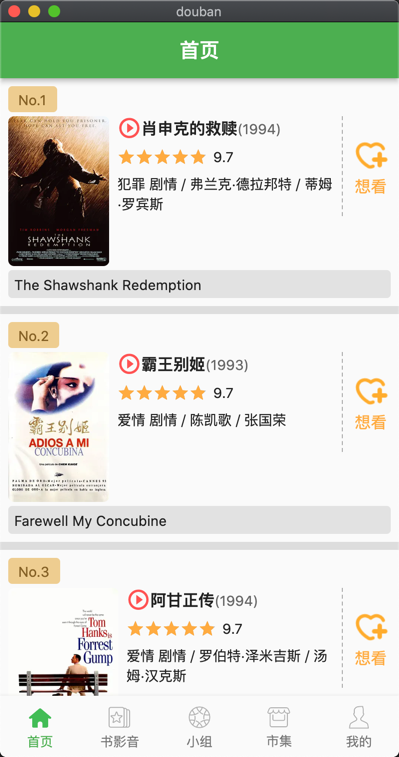 douban
首页
No.1
FEAR CAN HOLD YOU PRISONER.
HOPE CAN SET YOU FREE.
TIM ROBBINS MORGAN FREEMAN
THE
SHAWSHANK
REDEMPTION
肖申克的救赎(1994)
9.7
犯罪 剧情 / 弗兰克·德拉邦特 / 蒂姆
·罗宾斯
想看
The Shawshank Redemption
No.2
霸王别姬
ADIOS A MI
CONCUBINA
霸王别姬(1993)
9.7
爱情 剧情 / 陈凯歌 / 张国荣
想看
Farewell My Concubine
No.3
Tom
Hanks is
Forrest
Gump
阿甘正传(1994)
9.7
爱情 剧情 / 罗伯特·泽米吉斯 / 汤
姆·汉克斯
想看
首页
书影音
小组
市集
我的